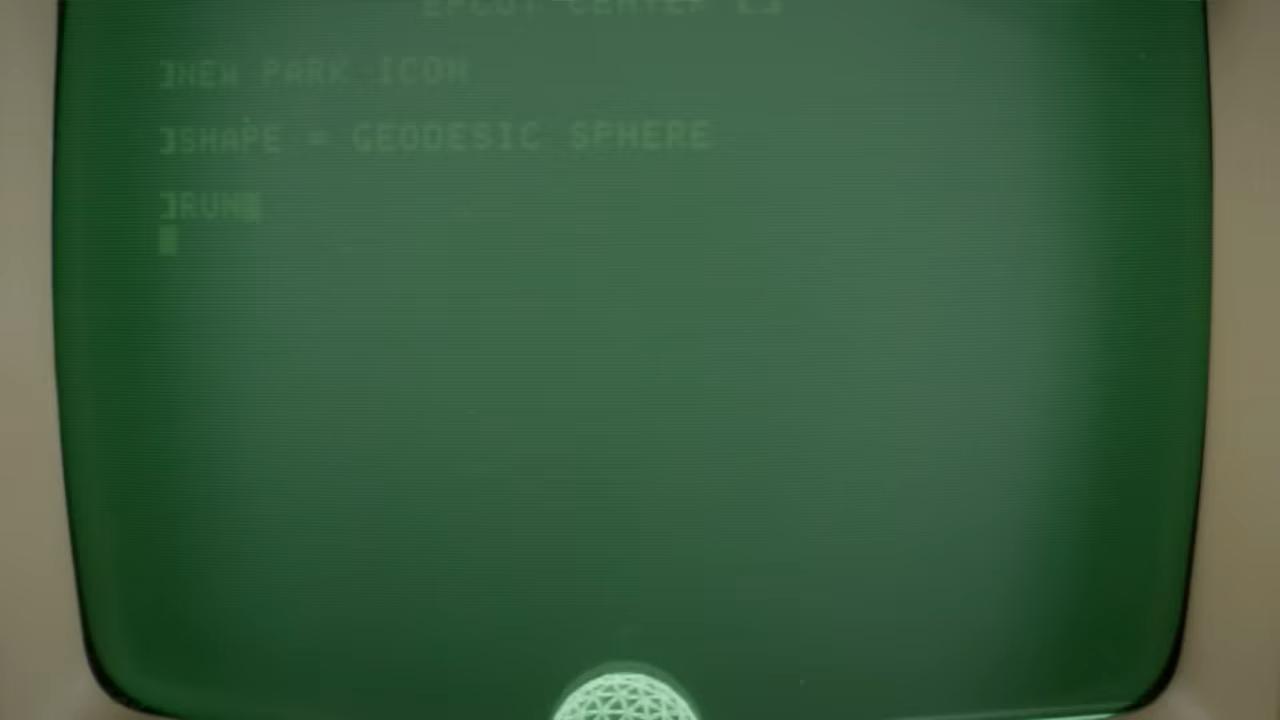 EPCOT CENTER []
]NEW PARK ICON
]SHAPE = GEODESIC SPHERE
]RUN